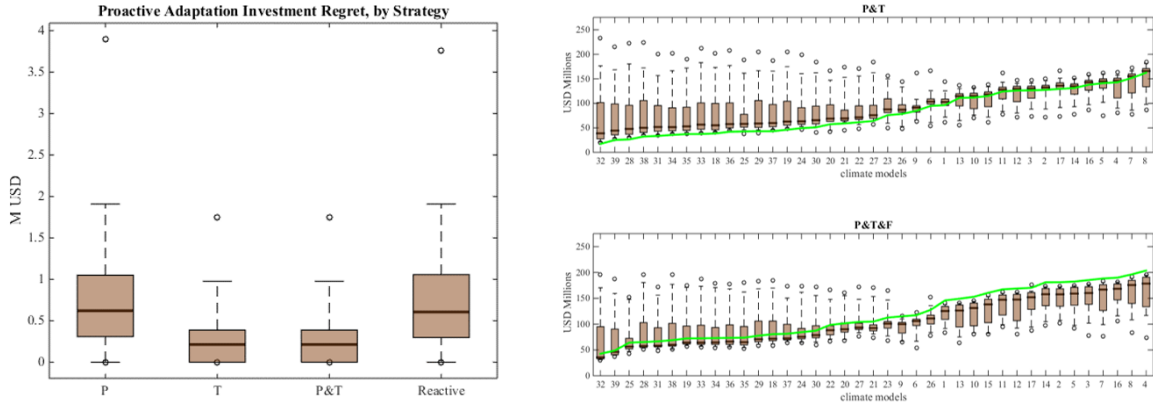 Proactive Adaptation Investment Regret, by Strategy
4
3.5
3
2.5
2
1.5
1
0.5
0
M USD
P T P&T Reactive
P&T
250
200
150
100
50
0
USD Millions
32 39 28 38 31 34 35 33 18 36 25 29 37 19 24 30 20 21 22 27 23 26 9 6 1 13 10 15 11 12 3 2 17 14 16 5 4 7 8
climate models
P&T&F
250
200
150
100
50
0
USD Millions
32 39 25 28 31 38 19 34 33 36 35 29 18 37 24 30 22 20 27 21 23 9 6 26 1 13 10 15 11 12 17 14 2 5 3 7 16 8 4
climate models